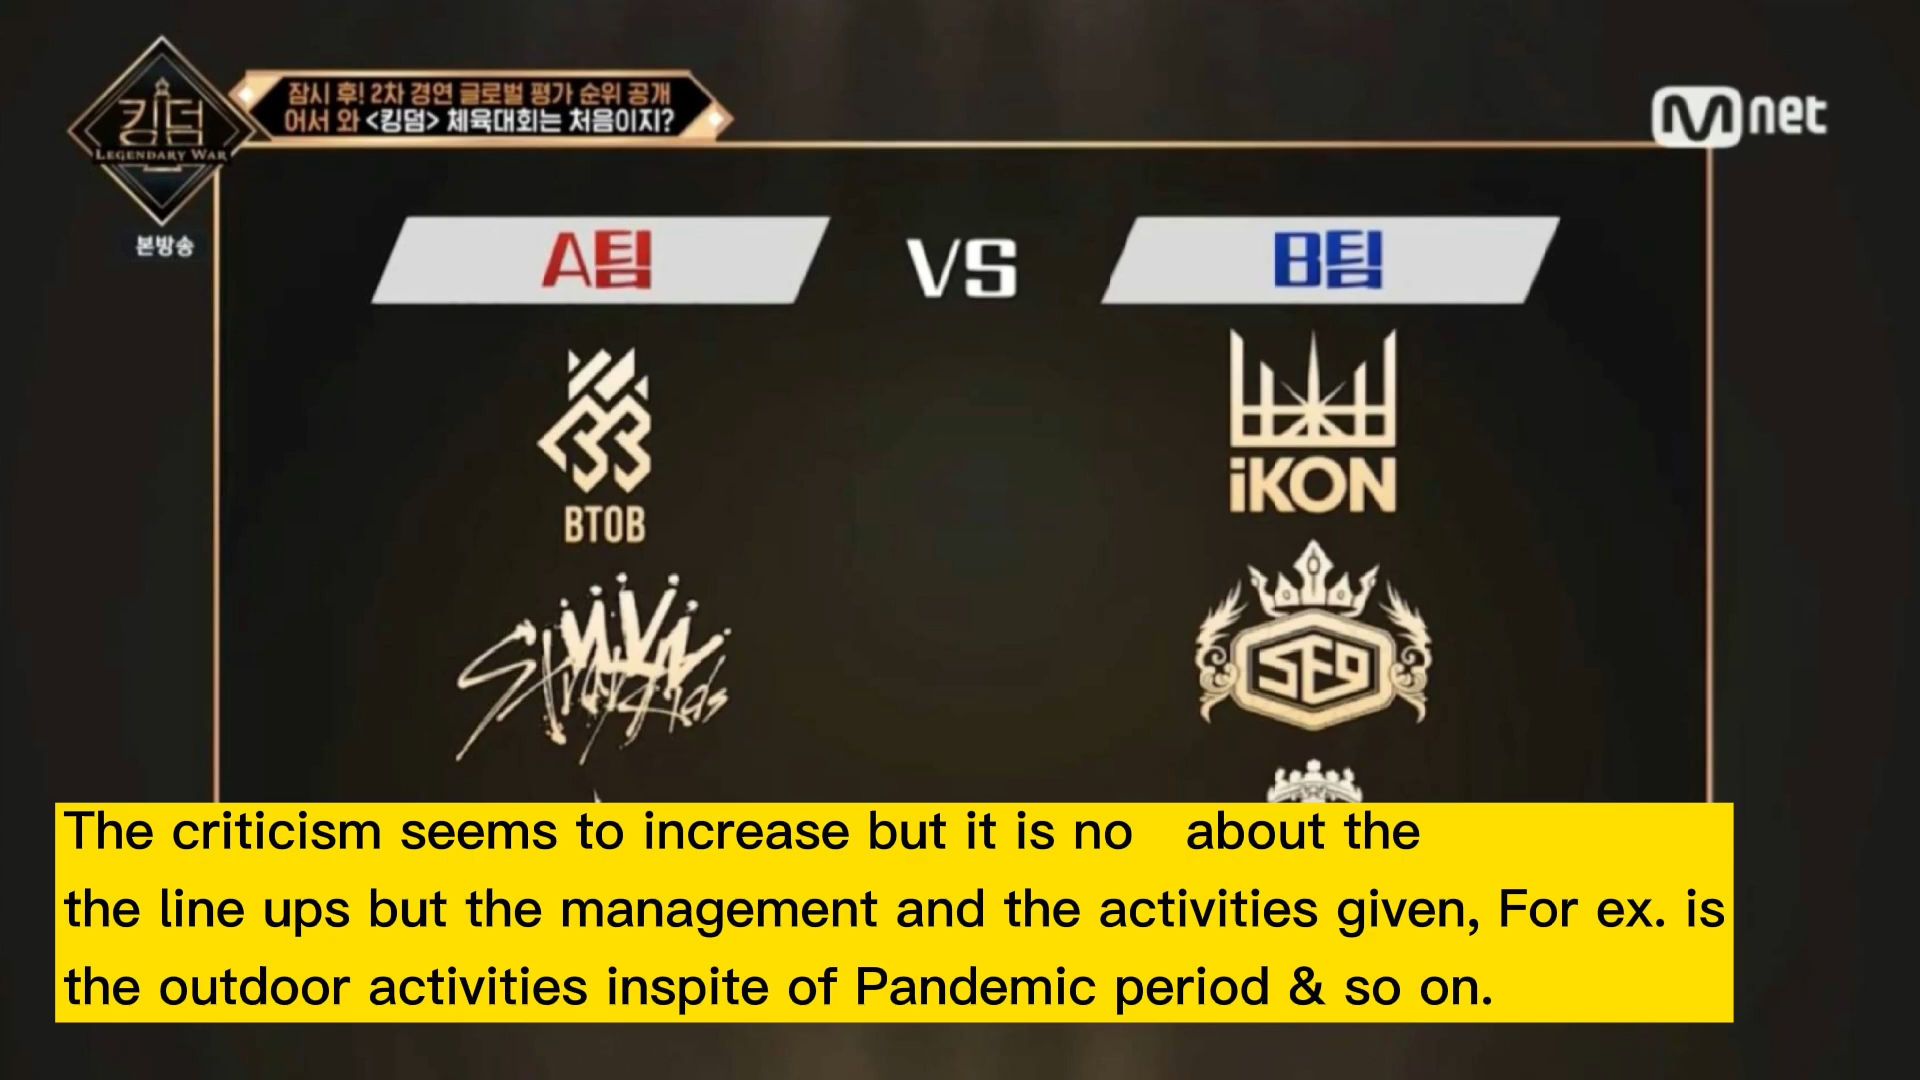 잠시 후! 2차 경연 글로벌 평가 순위 공개
어서 와 <킹덤> 체육대회는 처음이지?
킹덤
LEGENDARY WAR
본방송
Mnet
A팀
VS
B팀
BTOB
iKON
Stray Kids
SF9
The criticism seems to increase but it is no about the
the line ups but the management and the activities given, For ex. is
the outdoor activities inspite of Pandemic period & so on.